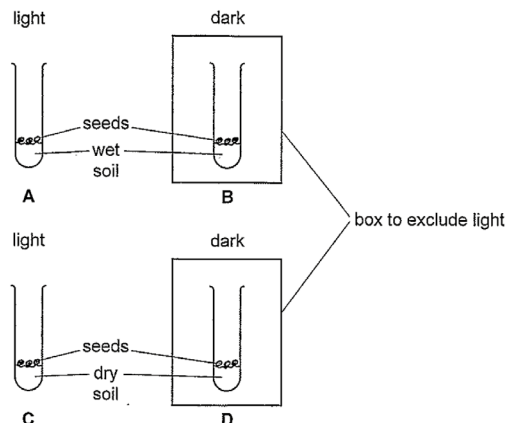 light dark
seeds
wet
soil
A B
box to exclude light
light dark
seeds
dry
soil
C D